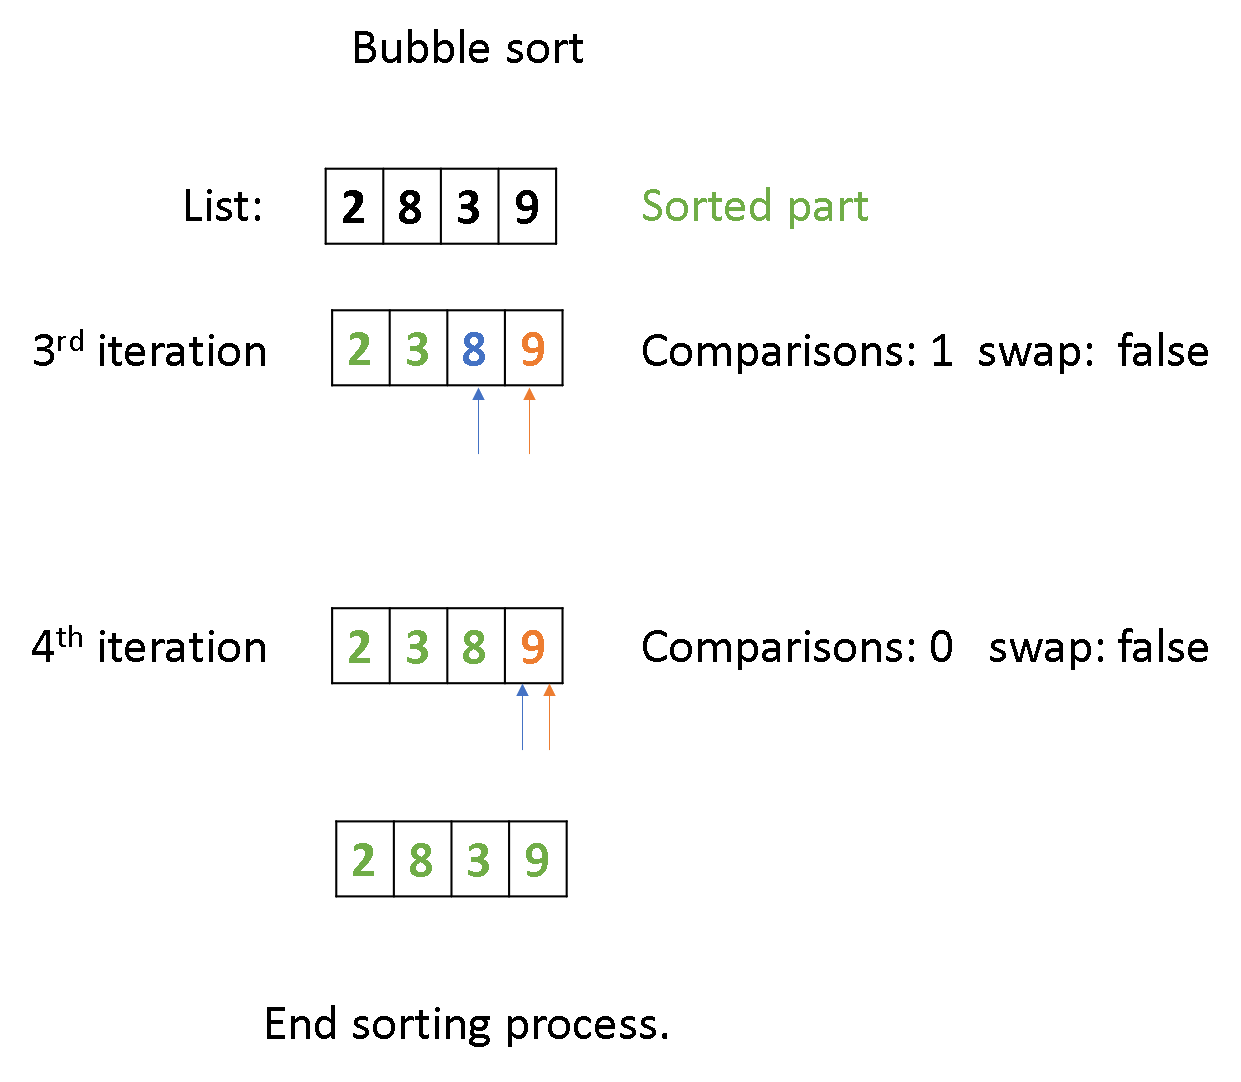 Bubble sort
List: 2 8 3 9 Sorted part
3rd iteration 2 3 8 9 Comparisons: 1 swap: false
4th iteration 2 3 8 9 Comparisons: 0 swap: false
2 8 3 9
End sorting process.